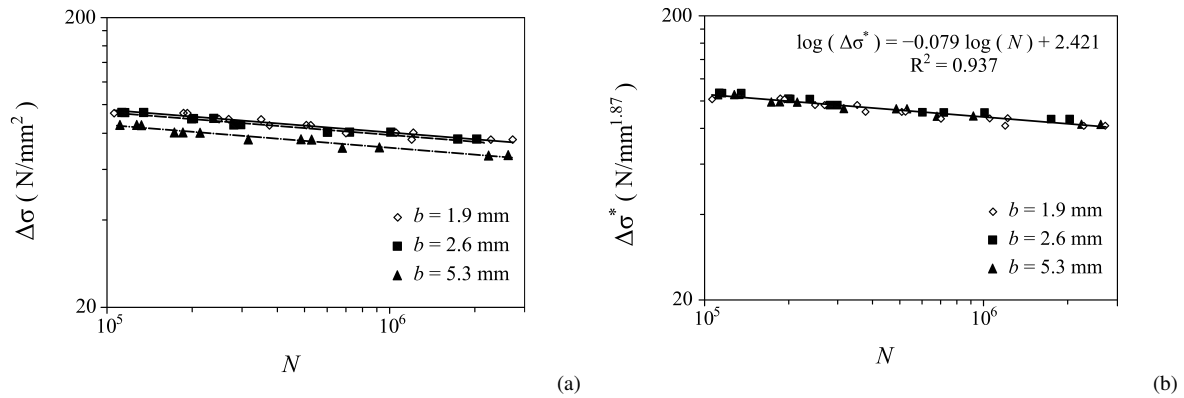 200
Δσ ( N/mm²)
20
10⁵
10⁶
N
b = 1.9 mm
b = 2.6 mm
b = 5.3 mm
(a)
200
log ( Δσ* ) = −0.079 log ( N ) + 2.421
R² = 0.937
Δσ* ( N/mm¹·⁸⁷)
20
10⁵
10⁶
N
b = 1.9 mm
b = 2.6 mm
b = 5.3 mm
(b)